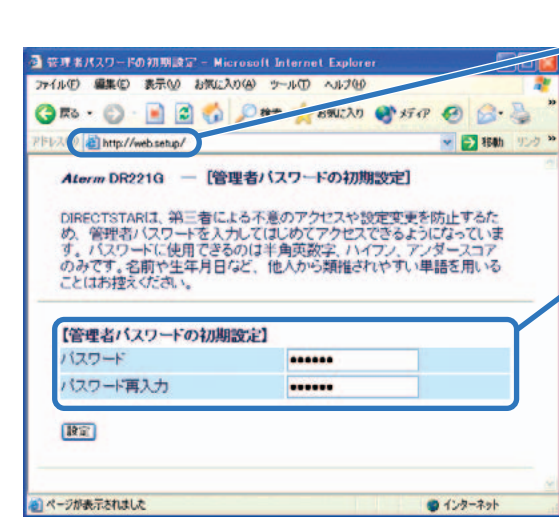 管理者パスワードの初期設定 - Microsoft Internet Explorer
ファイル(F) 編集(E) 表示(V) お気に入り(A) ツール(T) ヘルプ(H)
戻る 検索 お気に入り メディア
アドレス(D) http://web.setup/ 移動 リンク
Aterm DR221G — [管理者パスワードの初期設定]
DIRECTSTARは、第三者による不意のアクセスや設定変更を防止するた
め、管理者パスワードを入力してはじめてアクセスできるようになっていま
す。パスワードに使用できるのは半角英数字、ハイフン、アンダースコア
のみです。名前や生年月日など、他人から類推されやすい単語を用いる
ことはお控えください。
【管理者パスワードの初期設定】
パスワード ●●●●●●
パスワード再入力 ●●●●●●
設定
ページが表示されました インターネット